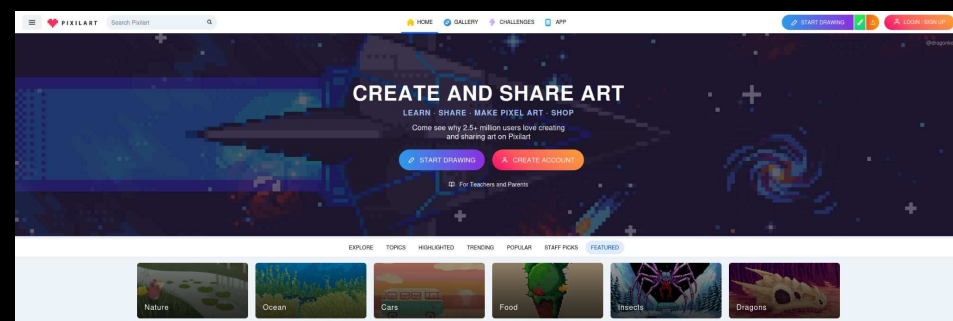 PIXILART Search Pixilart HOME GALLERY CHALLENGES APP START DRAWING LOGIN / SIGN UP
CREATE AND SHARE ART
LEARN · SHARE · MAKE PIXEL ART · SHOP
Come see why 2.5+ million users love creating
and sharing art on Pixilart
START DRAWING CREATE ACCOUNT
For Teachers and Parents
EXPLORE TOPICS HIGHLIGHTED TRENDING POPULAR STAFF PICKS FEATURED
Nature Ocean Cars Food Insects Dragons